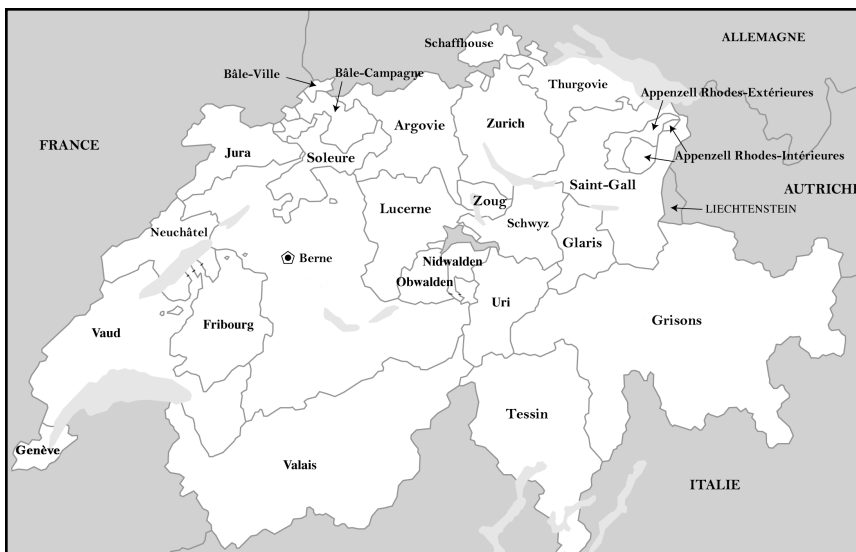 ALLEMAGNE
Schaffhouse
Bâle-Ville
Bâle-Campagne
Thurgovie
Appenzell Rhodes-Extérieures
FRANCE
Argovie
Zurich
Jura
Soleure
Appenzell Rhodes-Intérieures
Saint-Gall
AUTRICHE
Zoug
Lucerne
LIECHTENSTEIN
Neuchâtel
Schwyz
Glaris
Berne
Nidwalden
Obwalden
Uri
Vaud
Fribourg
Grisons
Tessin
Genève
Valais
ITALIE